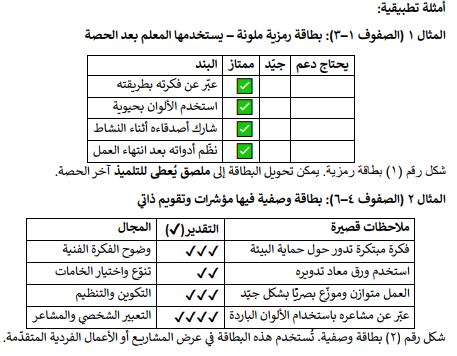 أمثلة تطبيقية:
المثال ١ (الصفوف ١–٣): بطاقة رمزية ملونة – يستخدمها المعلم بعد الحصة
البند ممتاز جيّد يحتاج دعم
عبّر عن فكرته بطريقته ✅
استخدم الألوان بحيوية ✅
شارك أصدقاءه أثناء النشاط ✅
نظّم أدواته بعد انتهاء العمل ✅
شكل رقم (١) بطاقة رمزية. يمكن تحويل البطاقة إلى ملصق يُعطى للتلميذ آخر الحصة.
المثال ٢ (الصفوف ٤–٦): بطاقة وصفية فيها مؤشرات وتقويم ذاتي
المجال التقدير(✔) ملاحظات قصيرة
وضوح الفكرة الفنية ✔✔✔ فكرة مبتكرة تدور حول حماية البيئة
تنوّع واختيار الخامات ✔✔ استخدم ورق معاد تدويره
التكوين والتنظيم ✔✔✔ العمل متوازن وموزّع بصريًا بشكل جيّد
التعبير الشخصي والمشاعر ✔✔✔✔ عبّر عن مشاعره باستخدام الألوان الباردة
شكل رقم (٢) بطاقة وصفية. تُستخدم هذه البطاقة في عرض المشاريع أو الأعمال الفردية المتقدّمة.